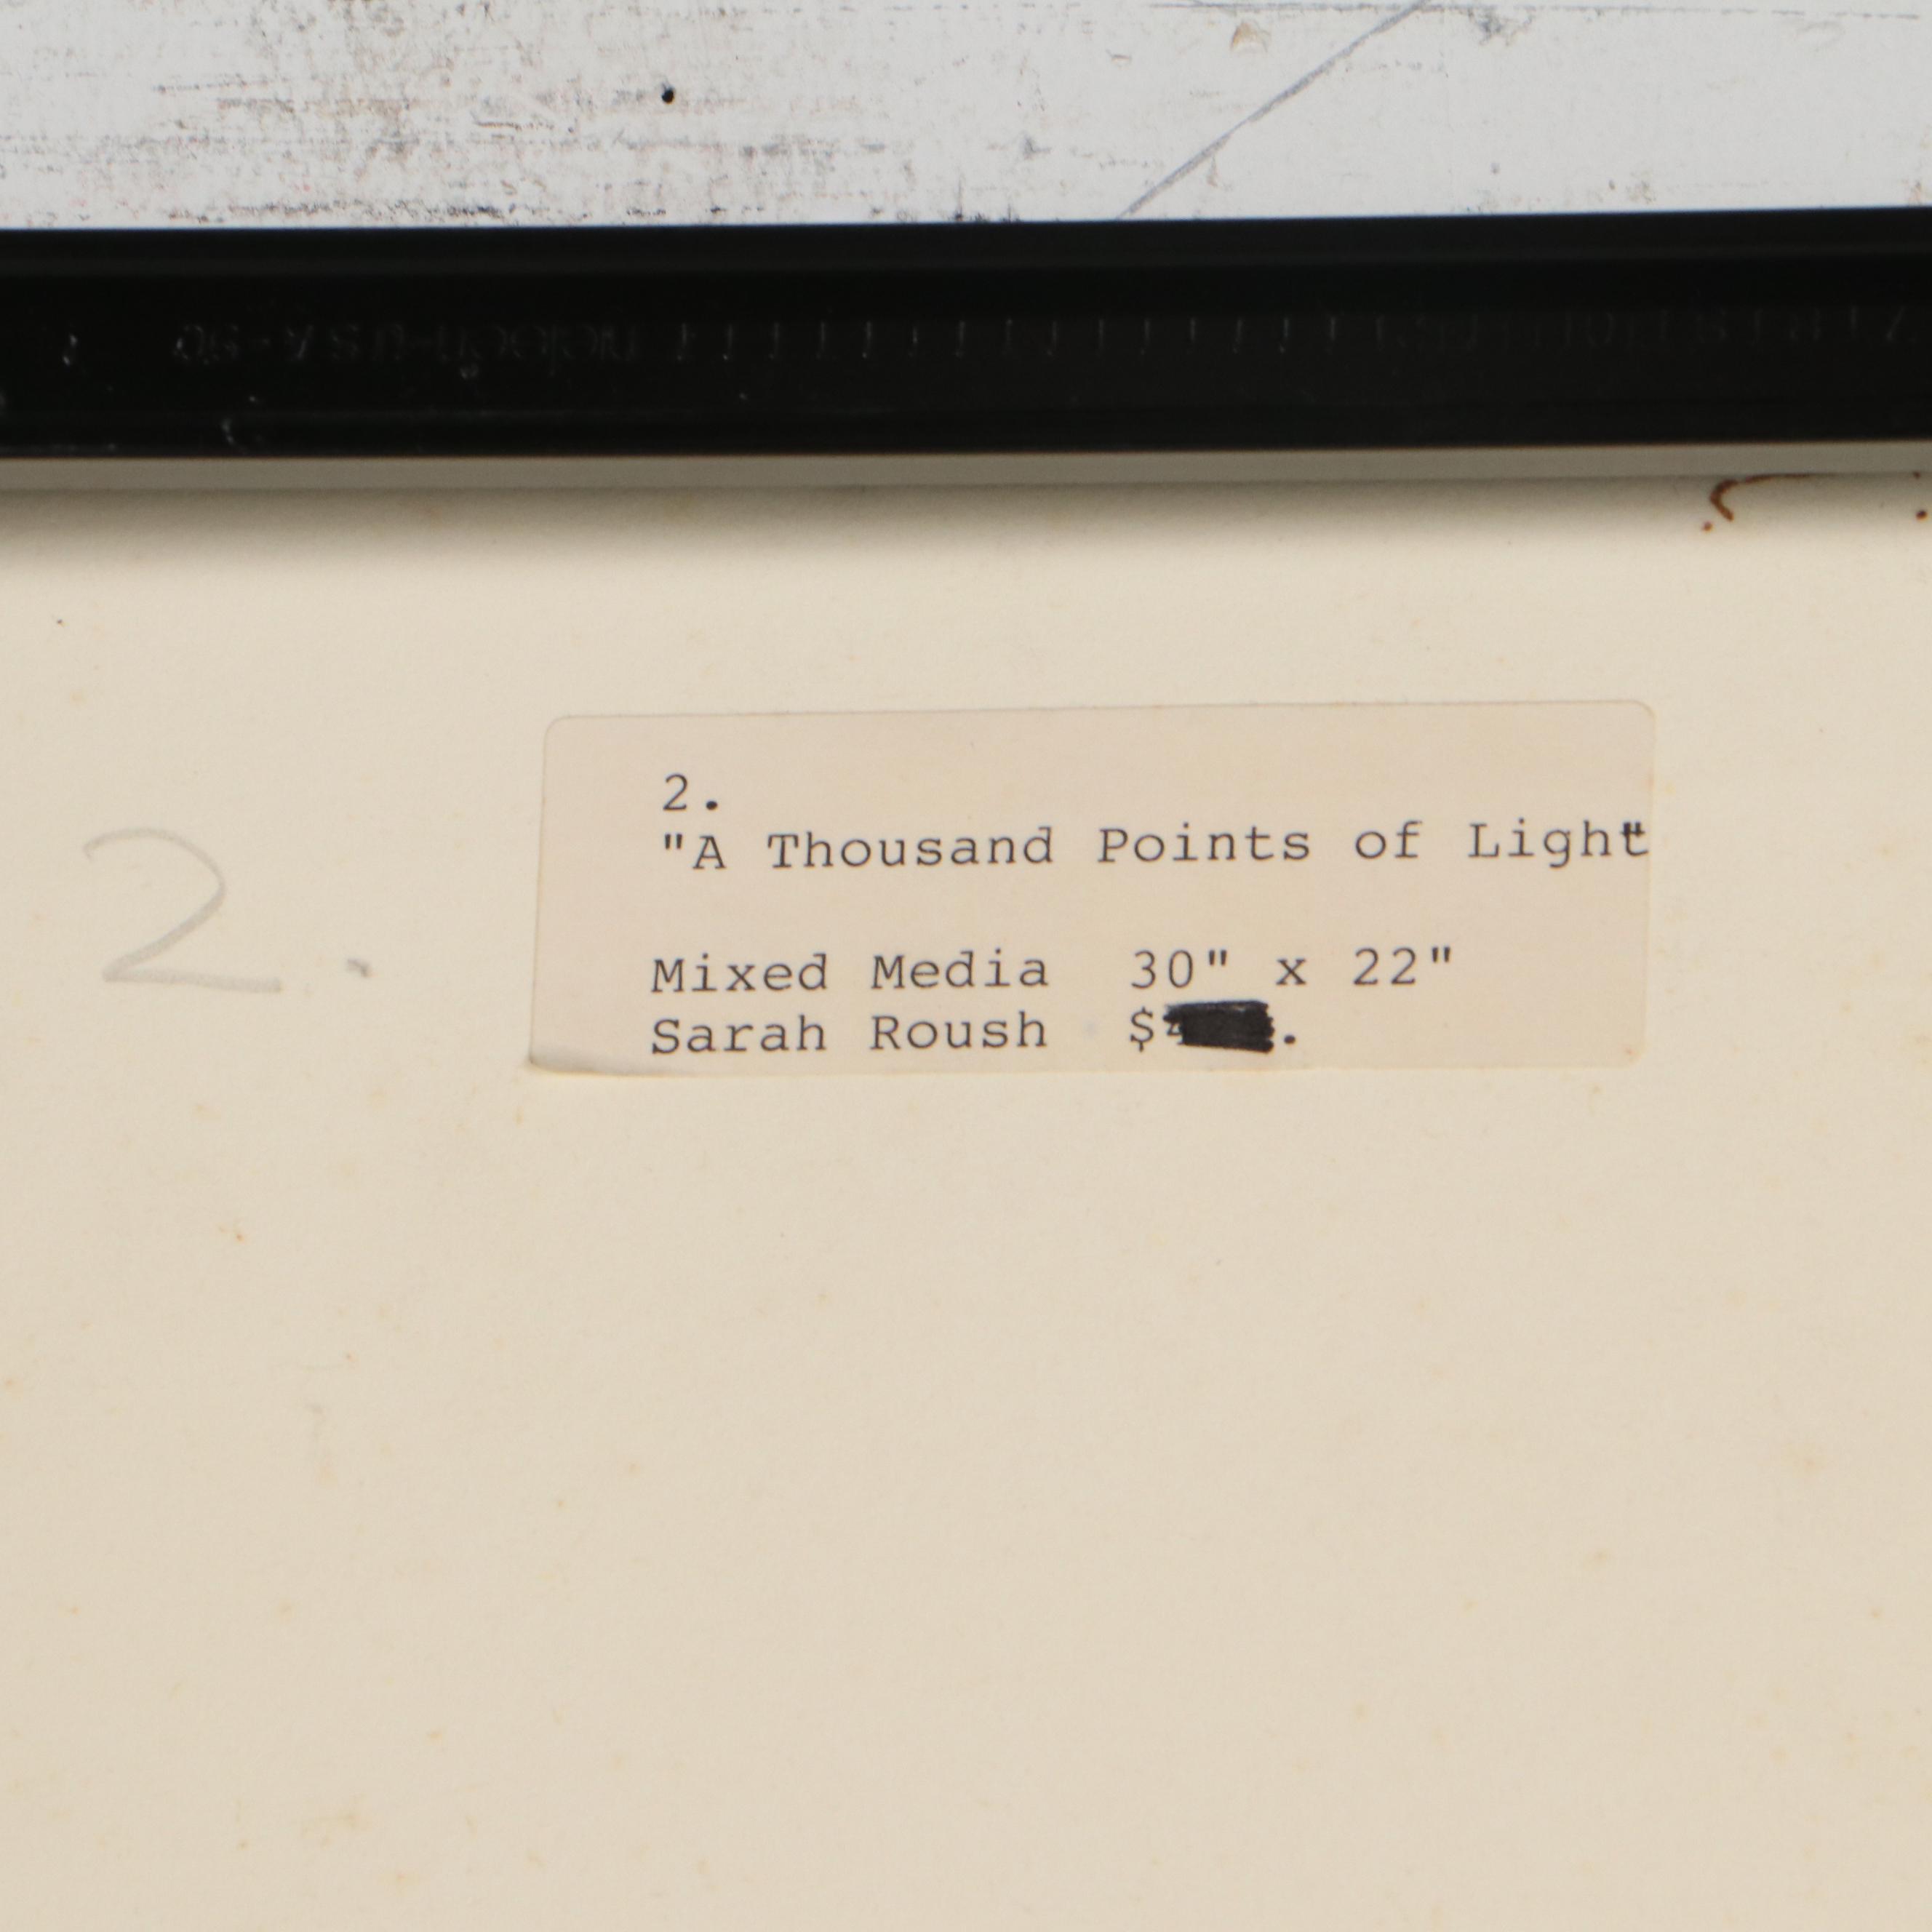 2.
"A Thousand Points of Light"
Mixed Media 30" x 22"
Sarah Roush $
2.